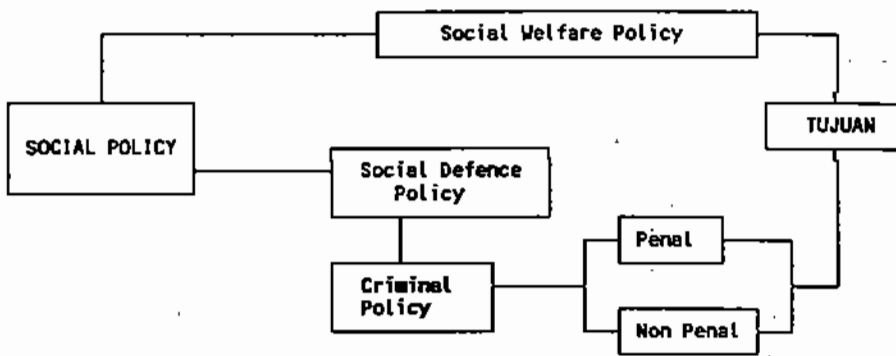 Social Welfare Policy
SOCIAL POLICY
TUJUAN
Social Defence
Policy
Penal
Criminal
Policy
Non Penal